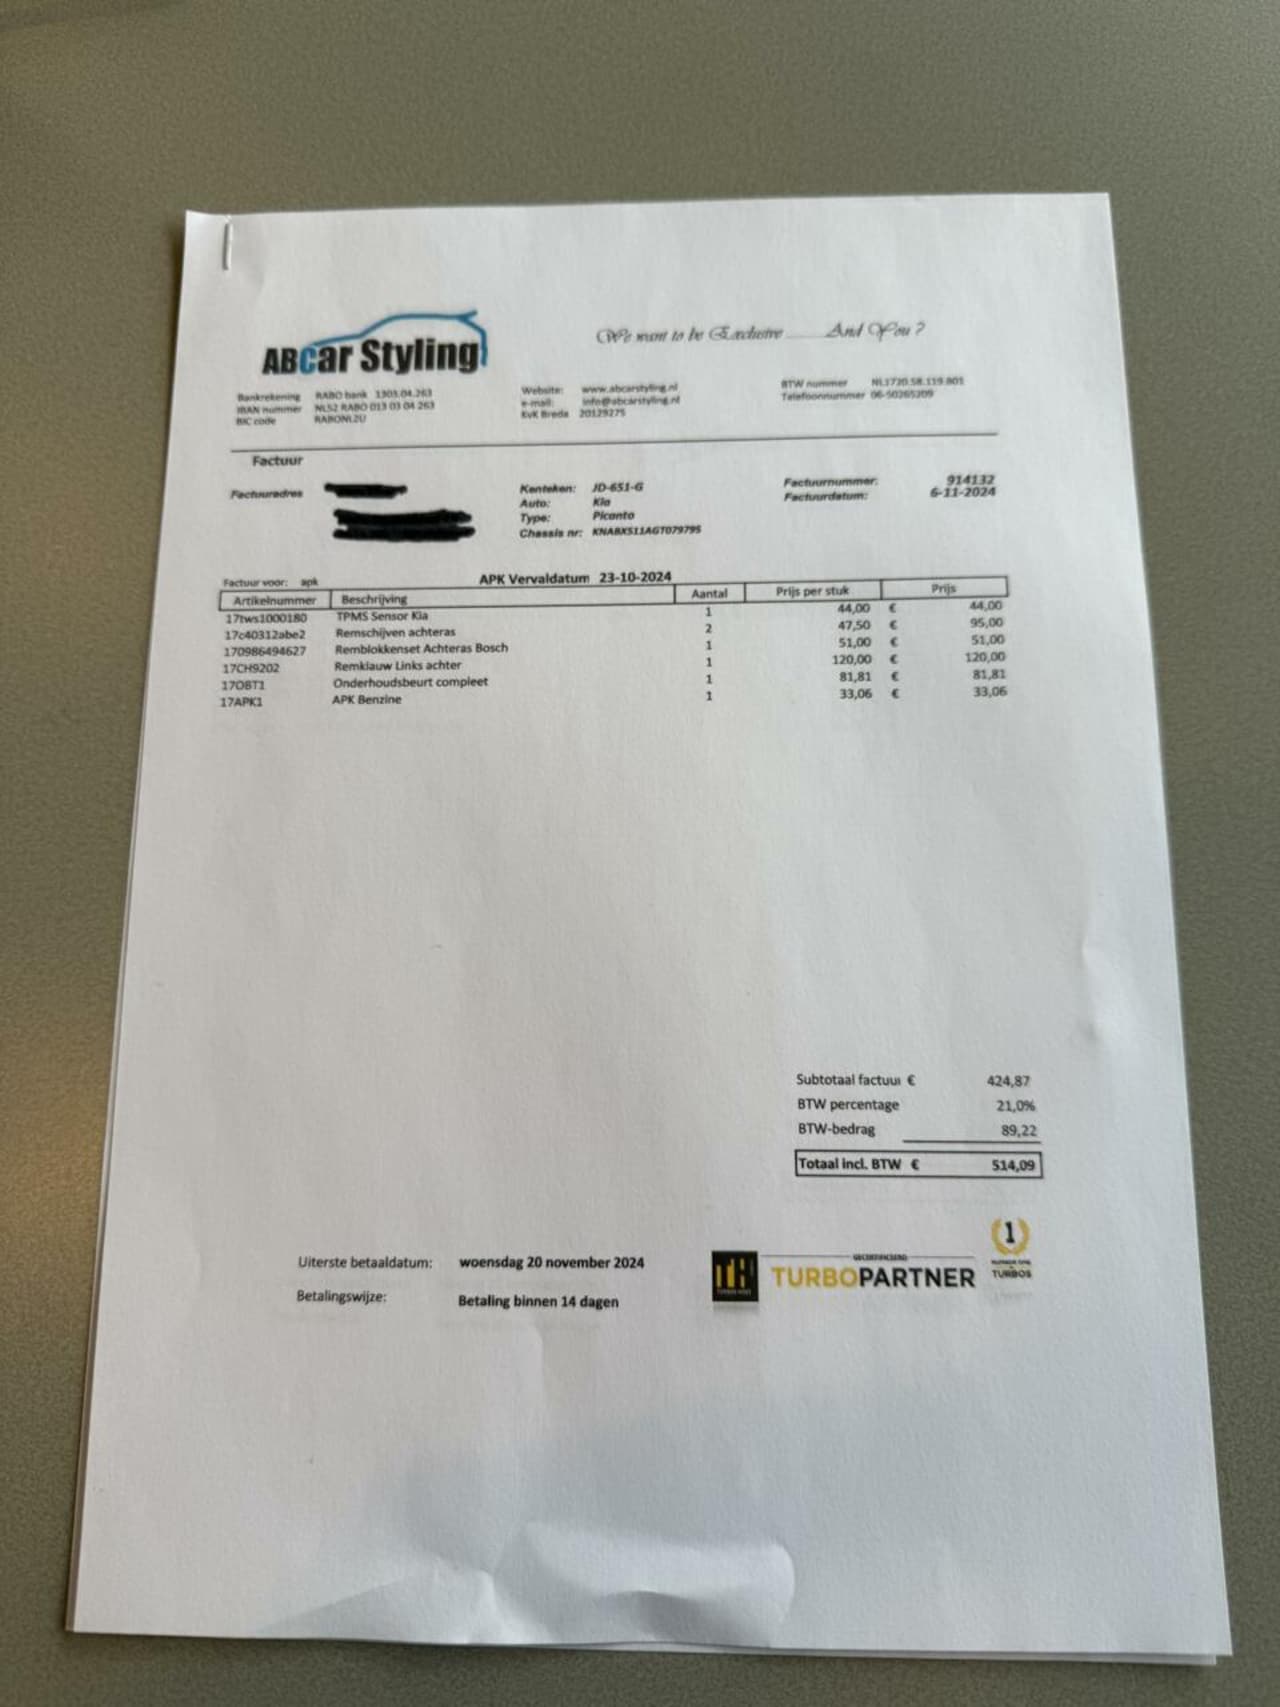 ABcar Styling
We want to be Exclusive ...... And You ?
Bankrekening RABO bank 1303.04.263
IBAN nummer NL52 RABO 013 03 04 263
BIC code RABONL2U
Website: www.abcarstyling.nl
e-mail: info@abcarstyling.nl
KvK Breda 20129275
BTW nummer NL1720.58.119.B01
Telefoonnummer 06-50265209
Factuur
Factuuradres
Kenteken: JD-651-G
Auto: Kia
Type: Picanto
Chassis nr: KNABX511AGT079795
Factuurnummer: 914132
Factuurdatum: 6-11-2024
Factuur voor: apk
APK Vervaldatum 23-10-2024
Artikelnummer Beschrijving Aantal Prijs per stuk Prijs
17tws1000180 TPMS Sensor Kia 1 44,00 € 44,00
17c40312abe2 Remschijven achteras 2 47,50 € 95,00
170986494627 Remblokkenset Achteras Bosch 1 51,00 € 51,00
17CH9202 Remklauw Links achter 1 120,00 € 120,00
17OBT1 Onderhoudsbeurt compleet 1 81,81 € 81,81
17APK1 APK Benzine 1 33,06 € 33,06
Subtotaal factuur € 424,87
BTW percentage 21,0%
BTW-bedrag 89,22
Totaal incl. BTW € 514,09
Uiterste betaaldatum: woensdag 20 november 2024
Betalingswijze: Betaling binnen 14 dagen
GECERTIFICEERD
TURBOPARTNER
1
TURBOS